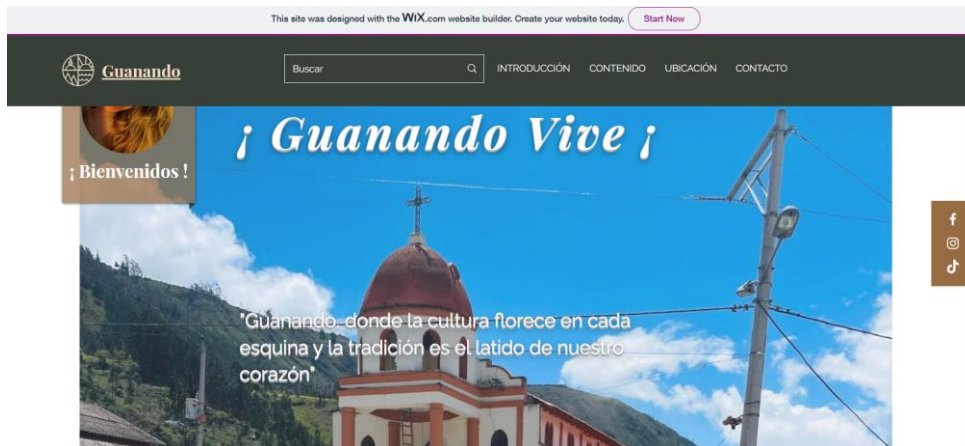 This site was designed with the WiX.com website builder. Create your website today. Start Now
Guanando
Buscar
INTRODUCCIÓN CONTENIDO UBICACIÓN CONTACTO
¡ Guanando Vive ¡
¡ Bienvenidos !
"Guanando, donde la cultura florece en cada
esquina y la tradición es el latido de nuestro
corazón"